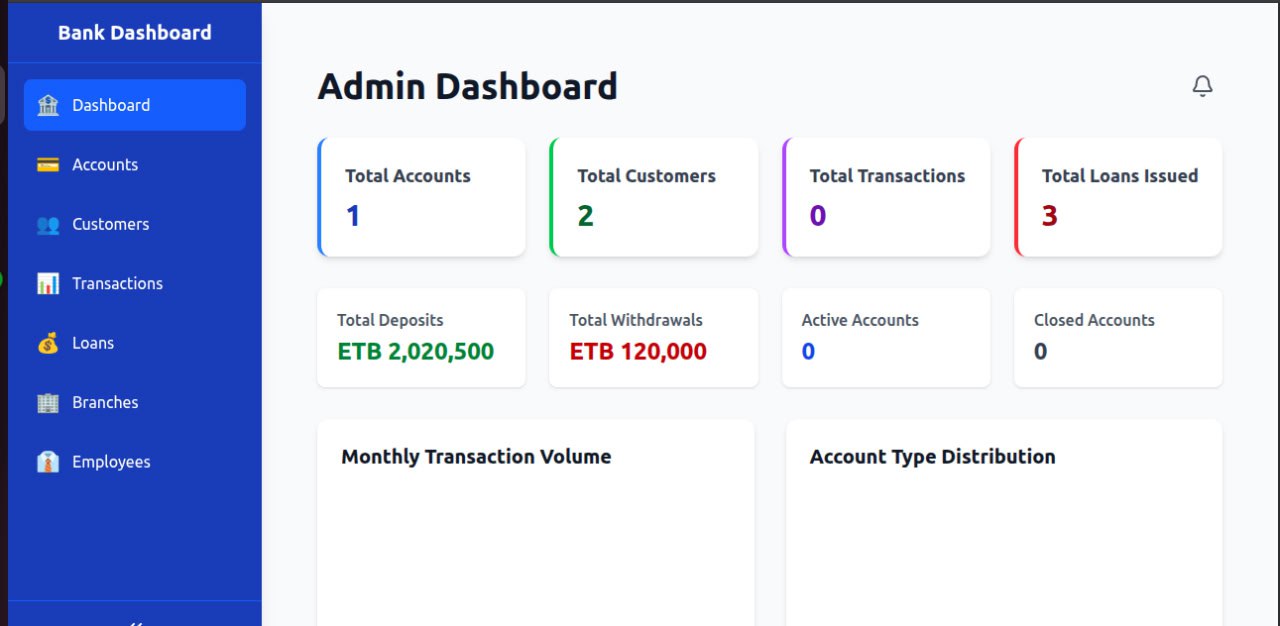 Bank Dashboard
Dashboard
Accounts
Customers
Transactions
Loans
Branches
Employees
Admin Dashboard
Total Accounts
1
Total Customers
2
Total Transactions
0
Total Loans Issued
3
Total Deposits
ETB 2,020,500
Total Withdrawals
ETB 120,000
Active Accounts
0
Closed Accounts
0
Monthly Transaction Volume
Account Type Distribution